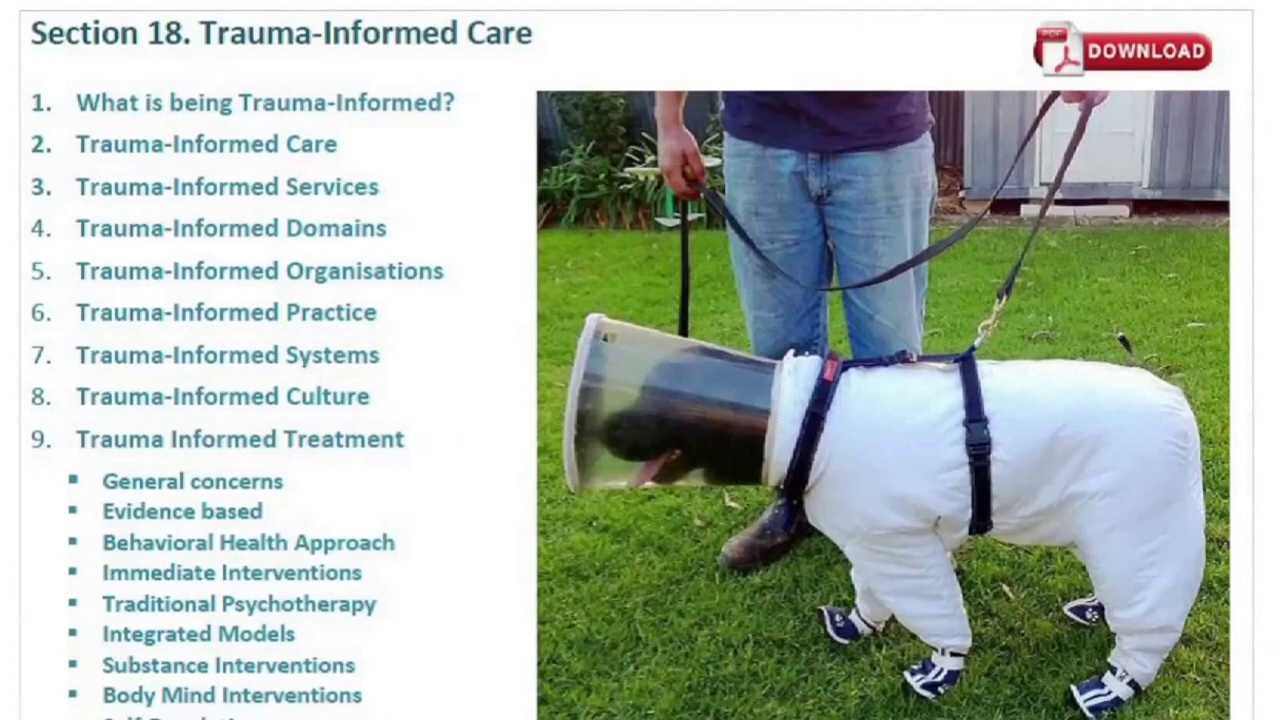 Section 18. Trauma-Informed Care
PDF
DOWNLOAD
1. What is being Trauma-Informed?
2. Trauma-Informed Care
3. Trauma-Informed Services
4. Trauma-Informed Domains
5. Trauma-Informed Organisations
6. Trauma-Informed Practice
7. Trauma-Informed Systems
8. Trauma-Informed Culture
9. Trauma Informed Treatment
▪ General concerns
▪ Evidence based
▪ Behavioral Health Approach
▪ Immediate Interventions
▪ Traditional Psychotherapy
▪ Integrated Models
▪ Substance Interventions
▪ Body Mind Interventions